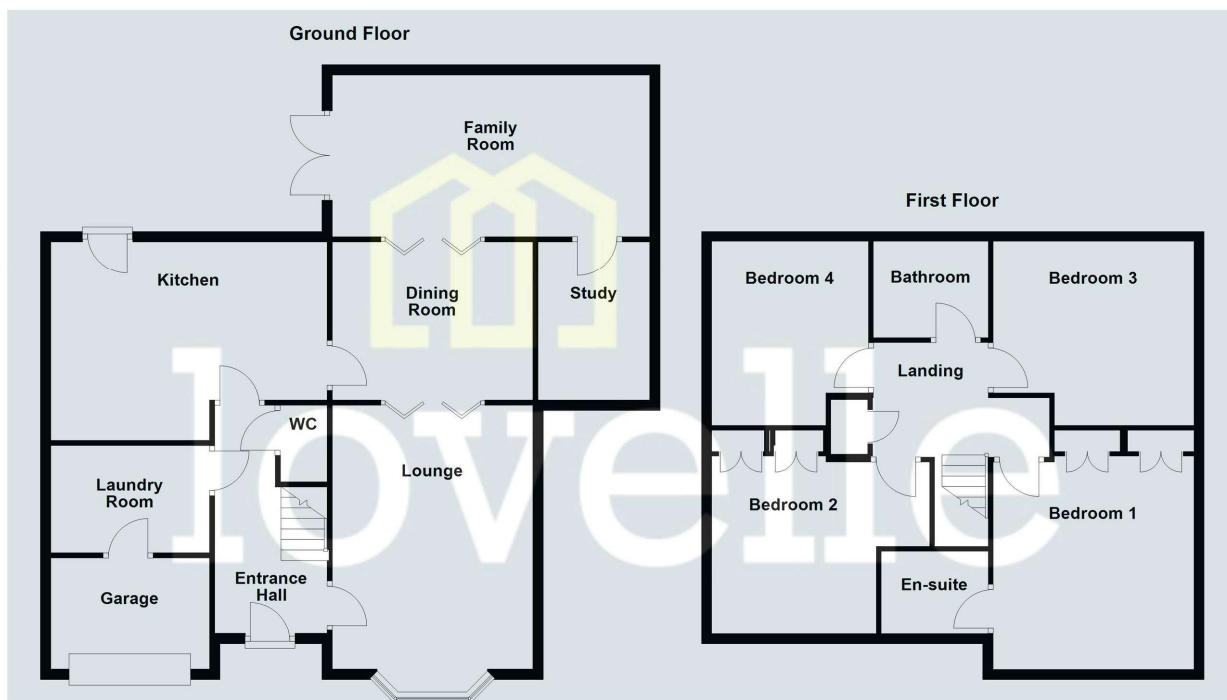 Ground Floor
Family
Room
Kitchen
Dining
Room
Study
WC
Lounge
Laundry
Room
Garage
Entrance
Hall
First Floor
Bedroom 4
Bathroom
Bedroom 3
Landing
Bedroom 2
Bedroom 1
En-suite
lovelle